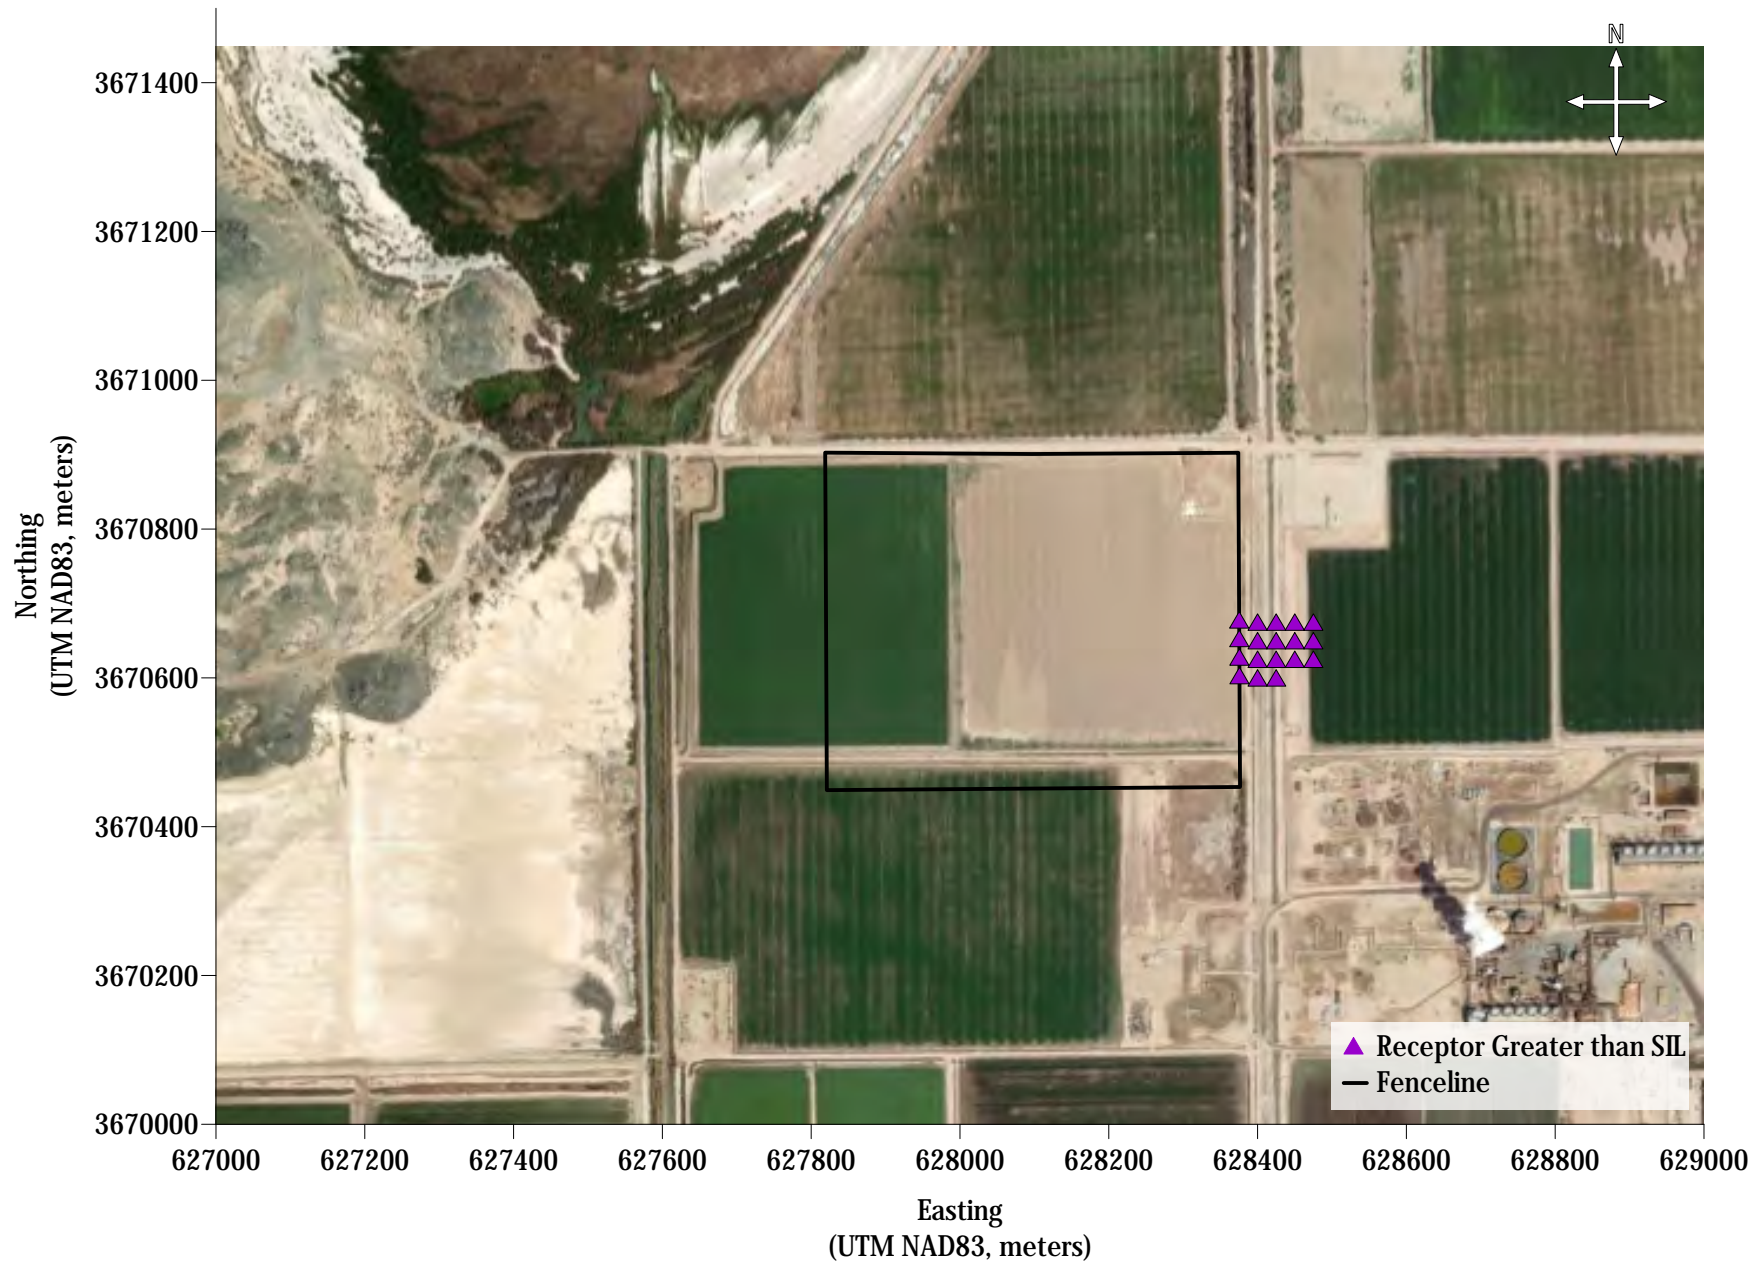 N
3671400
3671200
3671000
3670800
3670600
3670400
3670200
3670000
Northing
(UTM NAD83, meters)
627000 627200 627400 627600 627800 628000 628200 628400 628600 628800 629000
Easting
(UTM NAD83, meters)
Receptor Greater than SIL
Fenceline